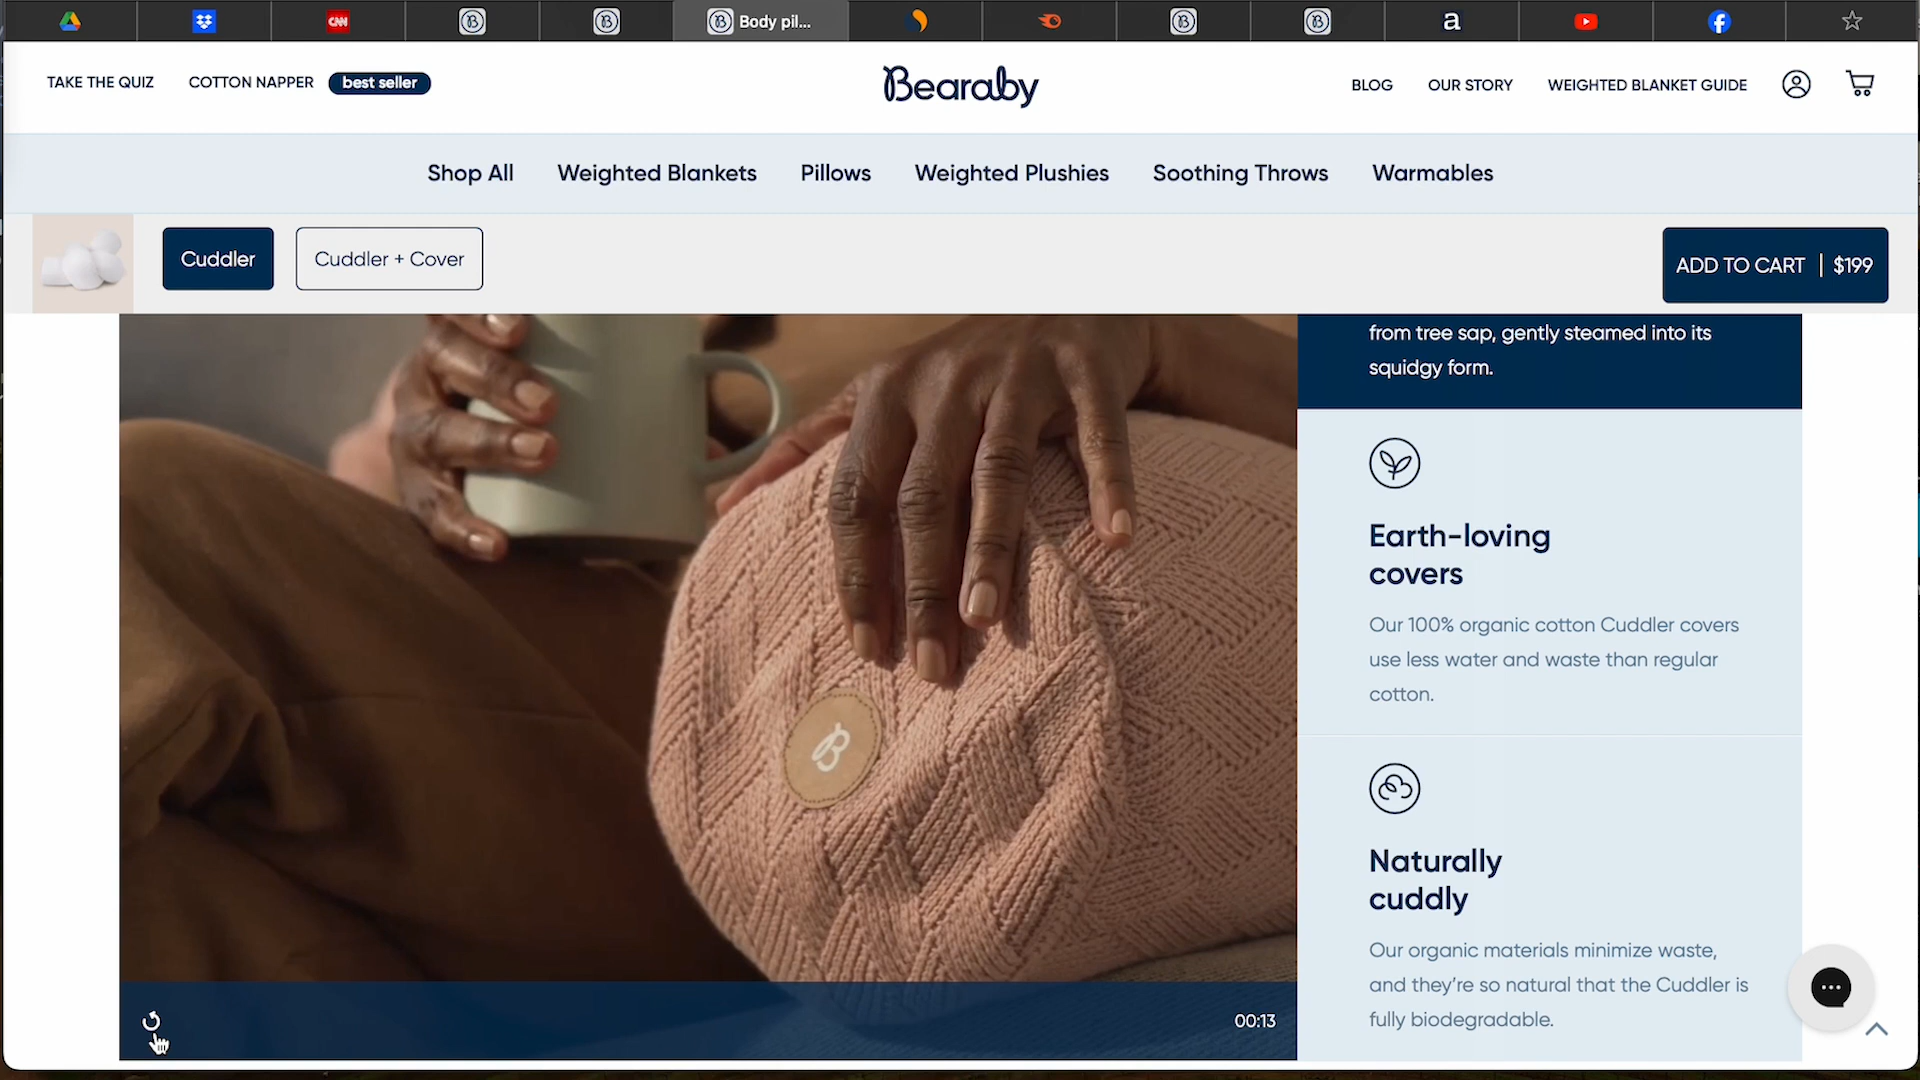 CNN
Body pil...
a
TAKE THE QUIZ
COTTON NAPPER
best seller
Bearaby
BLOG
OUR STORY
WEIGHTED BLANKET GUIDE
Shop All
Weighted Blankets
Pillows
Weighted Plushies
Soothing Throws
Warmables
Cuddler
Cuddler + Cover
ADD TO CART | $199
from tree sap, gently steamed into its
squidgy form.
Earth-loving
covers
Our 100% organic cotton Cuddler covers
use less water and waste than regular
cotton.
B
Naturally
cuddly
Our organic materials minimize waste,
and they're so natural that the Cuddler is
fully biodegradable.
00:13